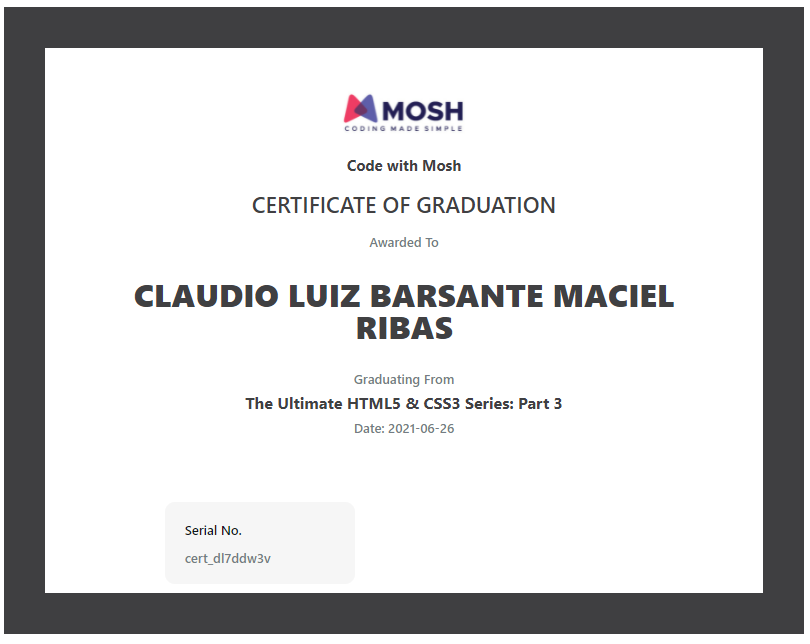 MOSH
CODING MADE SIMPLE
Code with Mosh
CERTIFICATE OF GRADUATION
Awarded To
CLAUDIO LUIZ BARSANTE MACIEL
RIBAS
Graduating From
The Ultimate HTML5 & CSS3 Series: Part 3
Date: 2021-06-26
Serial No.
cert_dl7ddw3v